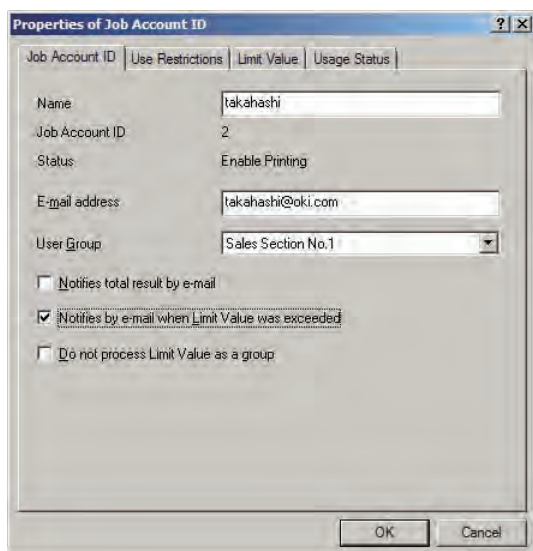 Properties of Job Account ID
Job Account ID Use Restrictions Limit Value Usage Status
Name takahashi
Job Account ID 2
Status Enable Printing
E-mail address takahashi@oki.com
User Group Sales Section No.1
Notifies total result by e-mail
Notifies by e-mail when Limit Value was exceeded
Do not process Limit Value as a group
OK Cancel